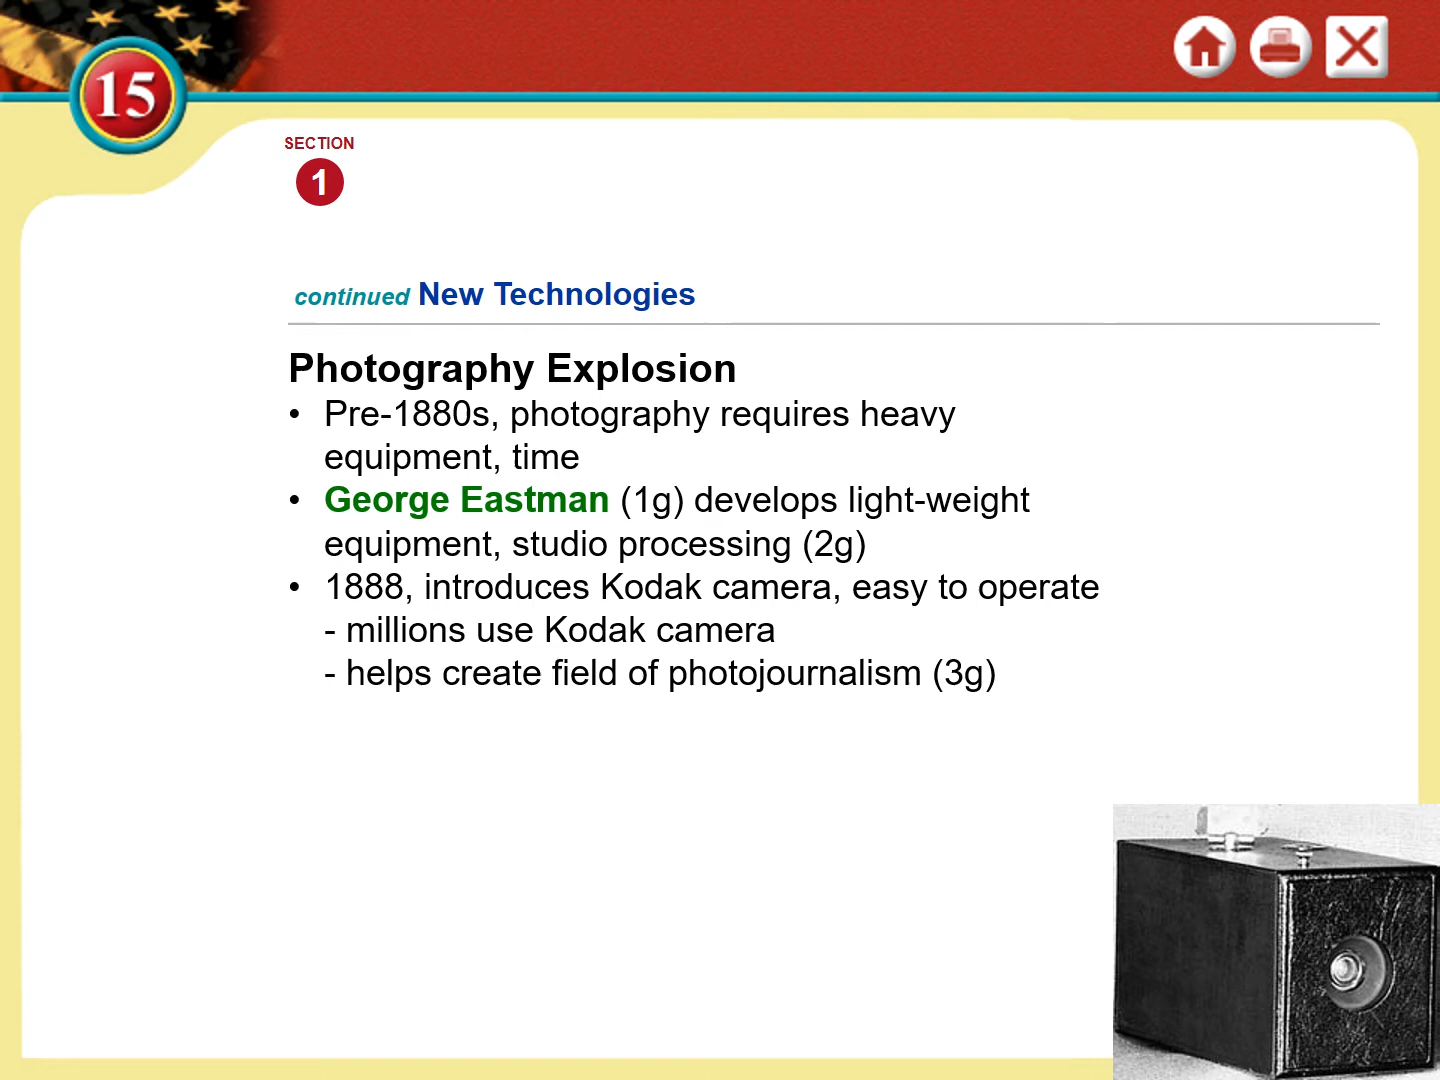 15
SECTION
1
continued New Technologies
Photography Explosion
• Pre-1880s, photography requires heavy
equipment, time
• George Eastman (1g) develops light-weight
equipment, studio processing (2g)
• 1888, introduces Kodak camera, easy to operate
- millions use Kodak camera
- helps create field of photojournalism (3g)